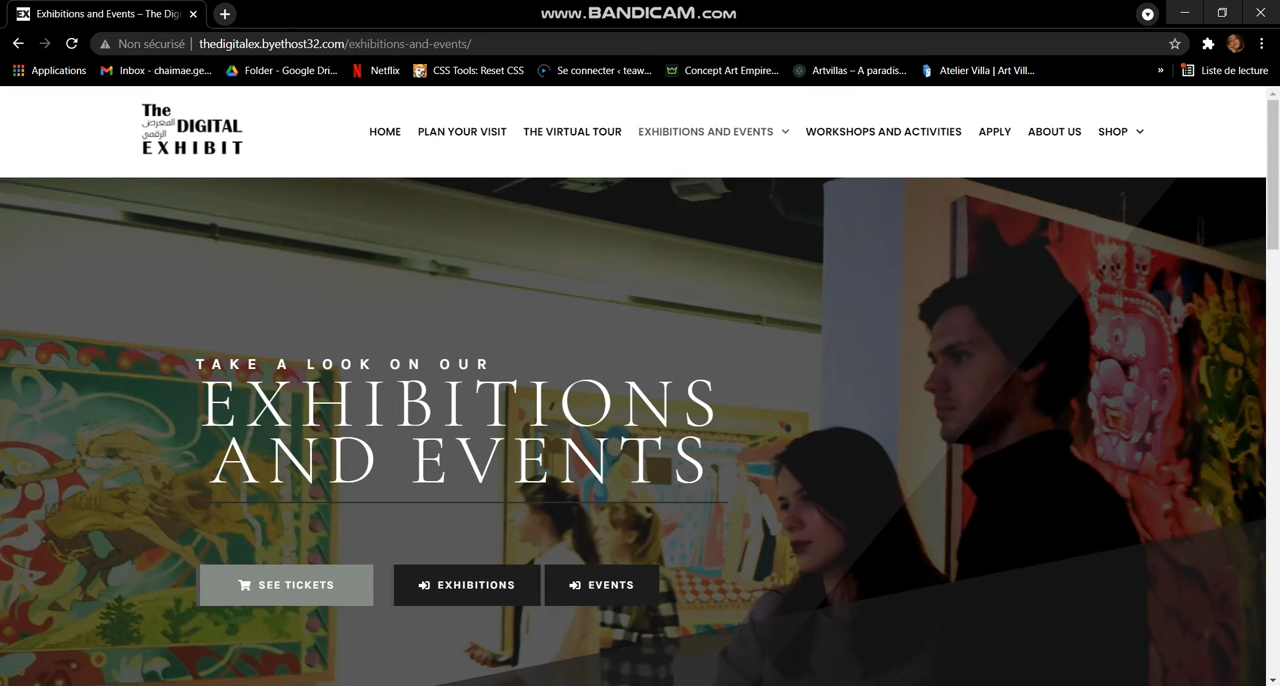 EX Exhibitions and Events – The Dig
www.BANDICAM.com
Non sécurisé | thedigitalex.byethost32.com/exhibitions-and-events/
Applications Inbox - chaimae.ge... Folder - Google Dri... Netflix CSS Tools: Reset CSS Se connecter ‹ teaw... Concept Art Empire... Artvillas – A paradis... Atelier Villa | Art Vill... » Liste de lecture
The
المعرض
الرقمي
DIGITAL
EXHIBIT
HOME PLAN YOUR VISIT THE VIRTUAL TOUR EXHIBITIONS AND EVENTS WORKSHOPS AND ACTIVITIES APPLY ABOUT US SHOP
TAKE A LOOK ON OUR
EXHIBITIONS
AND EVENTS
SEE TICKETS EXHIBITIONS EVENTS